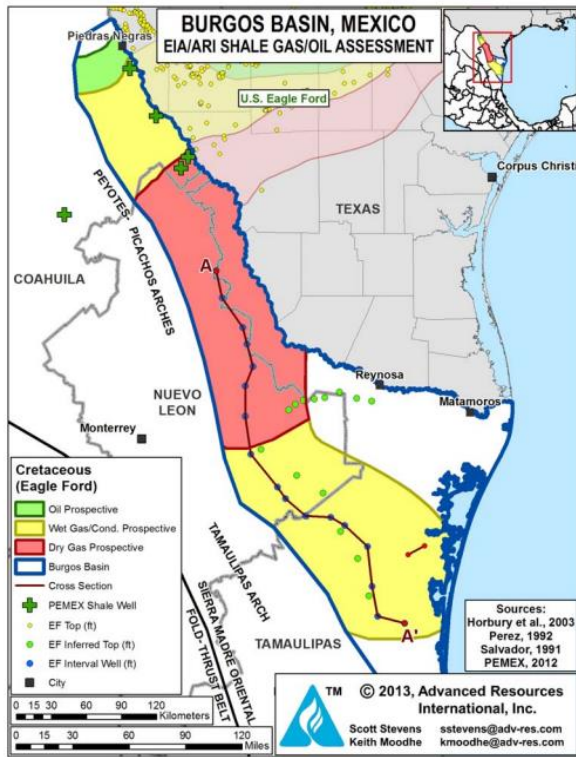 BURGOS BASIN, MEXICO
EIA/ARI SHALE GAS/OIL ASSESSMENT
Piedras Negras
U.S. Eagle Ford
Corpus Christi
TEXAS
PEYOTES-
PICACHOS ARCHES
A
COAHUILA
Reynosa
Matamoros
NUEVO
LEON
Monterrey
Cretaceous
(Eagle Ford)
Oil Prospective
Wet Gas/Cond. Prospective
Dry Gas Prospective
Burgos Basin
Cross Section
PEMEX Shale Well
EF Top (ft)
EF Inferred Top (ft)
EF Interval Well (ft)
City
TAMAULIPAS ARCH
SIERRA MADRE ORIENTAL
FOLD-THRUST BELT
TAMAULIPAS
A'
Sources:
Horbury et al., 2003
Perez, 1992
Salvador, 1991
PEMEX, 2012
0 15 30 60 90 120
Kilometers
0 15 30 60 90 120
Miles
TM
© 2013, Advanced Resources
International, Inc.
Scott Stevens sstevens@adv-res.com
Keith Moodhe kmoodhe@adv-res.com